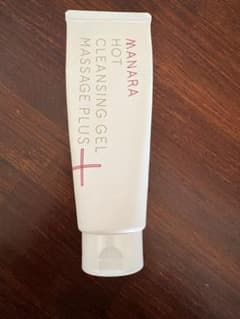 MANARA
HOT
CLEANSING GEL
MASSAGE PLUS